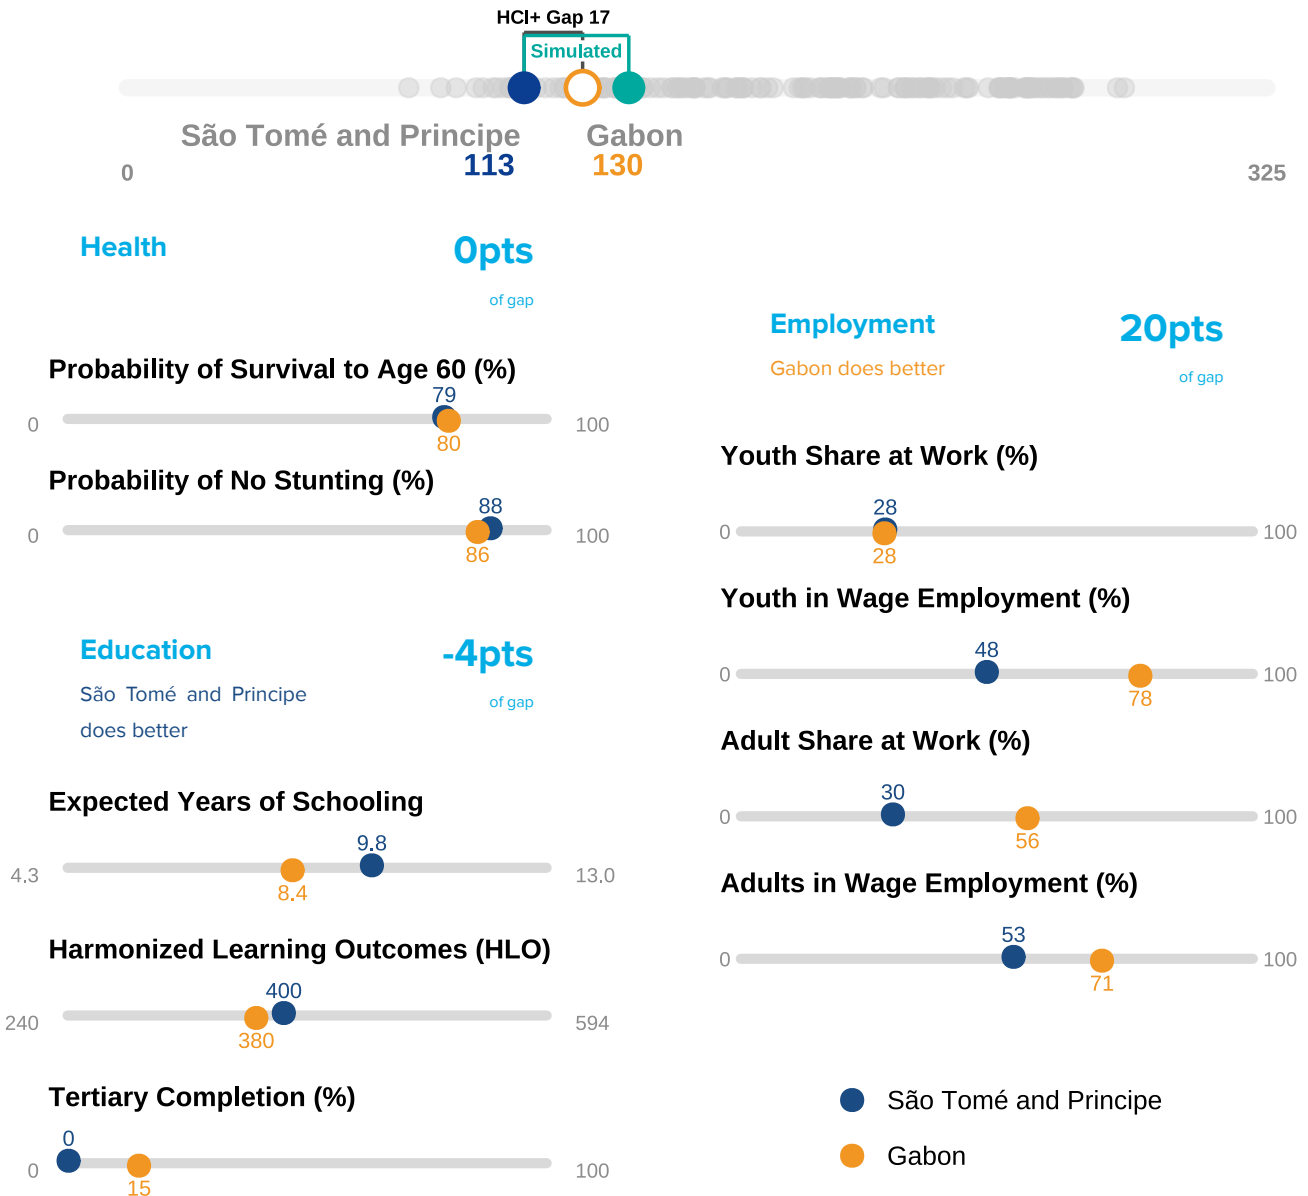 HCI+ Gap 17
Simulated
São Tomé and Principe
Gabon
113
130
0
325
Health
0pts
of gap
Probability of Survival to Age 60 (%)
79
0
100
80
Probability of No Stunting (%)
88
0
100
86
Education
-4pts
São Tomé and Principe
does better
of gap
Expected Years of Schooling
9.8
4.3
13.0
8.4
Harmonized Learning Outcomes (HLO)
400
240
594
380
Tertiary Completion (%)
0
0
100
15
Employment
20pts
Gabon does better
of gap
Youth Share at Work (%)
28
0
100
28
Youth in Wage Employment (%)
48
0
100
78
Adult Share at Work (%)
30
0
100
56
Adults in Wage Employment (%)
53
0
100
71
São Tomé and Principe
Gabon